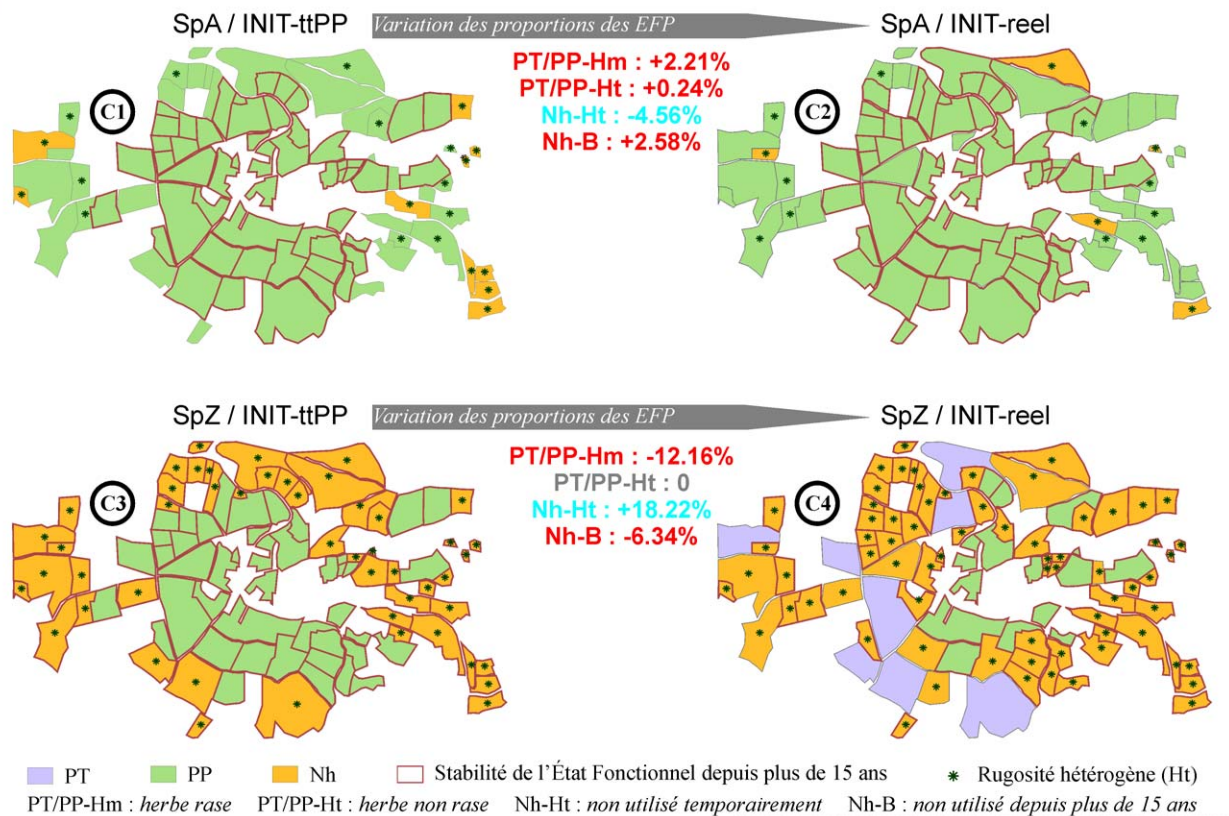 SpA / INIT-ttPP
Variation des proportions des EFP
SpA / INIT-reel
PT/PP-Hm : +2.21%
PT/PP-Ht : +0.24%
Nh-Ht : -4.56%
Nh-B : +2.58%
C1
C2
SpZ / INIT-ttPP
Variation des proportions des EFP
SpZ / INIT-reel
PT/PP-Hm : -12.16%
PT/PP-Ht : 0
Nh-Ht : +18.22%
Nh-B : -6.34%
C3
C4
PT PP Nh Stabilité de l'État Fonctionnel depuis plus de 15 ans * Rugosité hétérogène (Ht)
PT/PP-Hm : herbe rase PT/PP-Ht : herbe non rase Nh-Ht : non utilisé temporairement Nh-B : non utilisé depuis plus de 15 ans